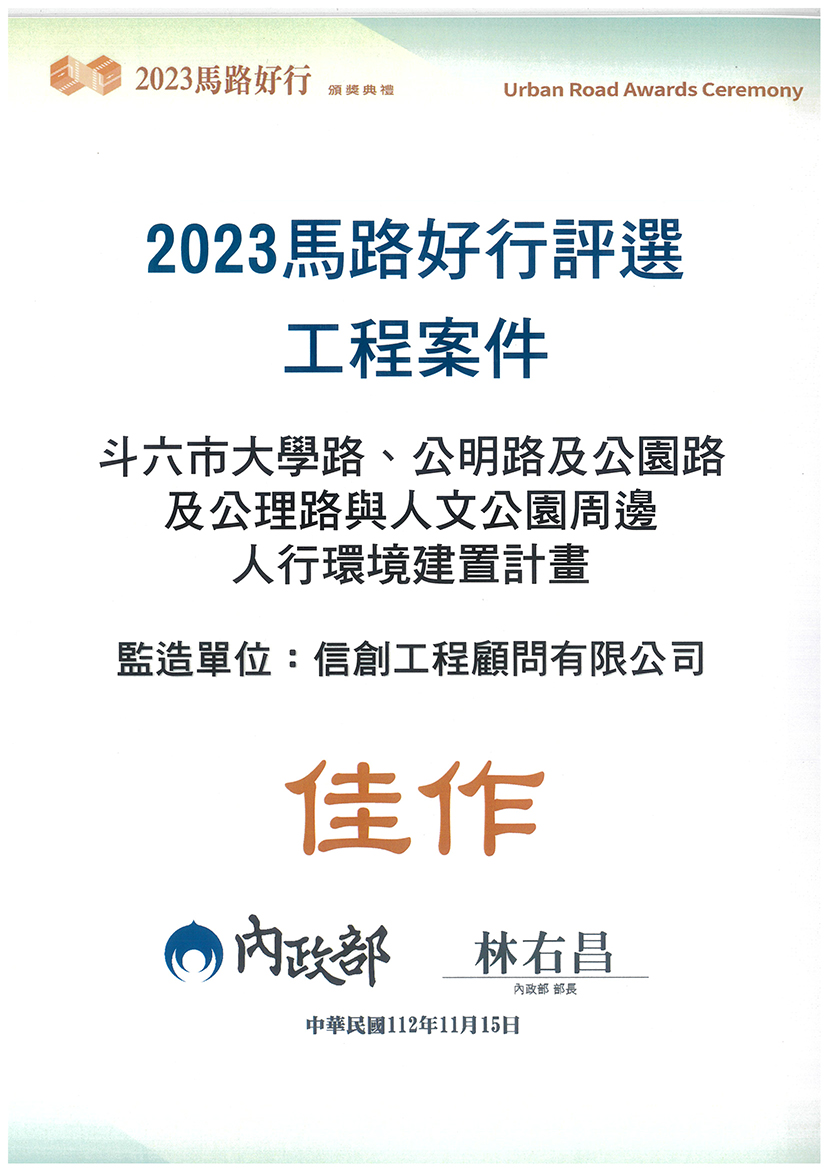 2023馬路好行 頒獎典禮 Urban Road Awards Ceremony
2023馬路好行評選
工程案件
斗六市大學路、公明路及公園路
及公理路與人文公園周邊
人行環境建置計畫
監造單位：信創工程顧問有限公司
佳作
內政部 林右昌
內政部 部長
中華民國112年11月15日